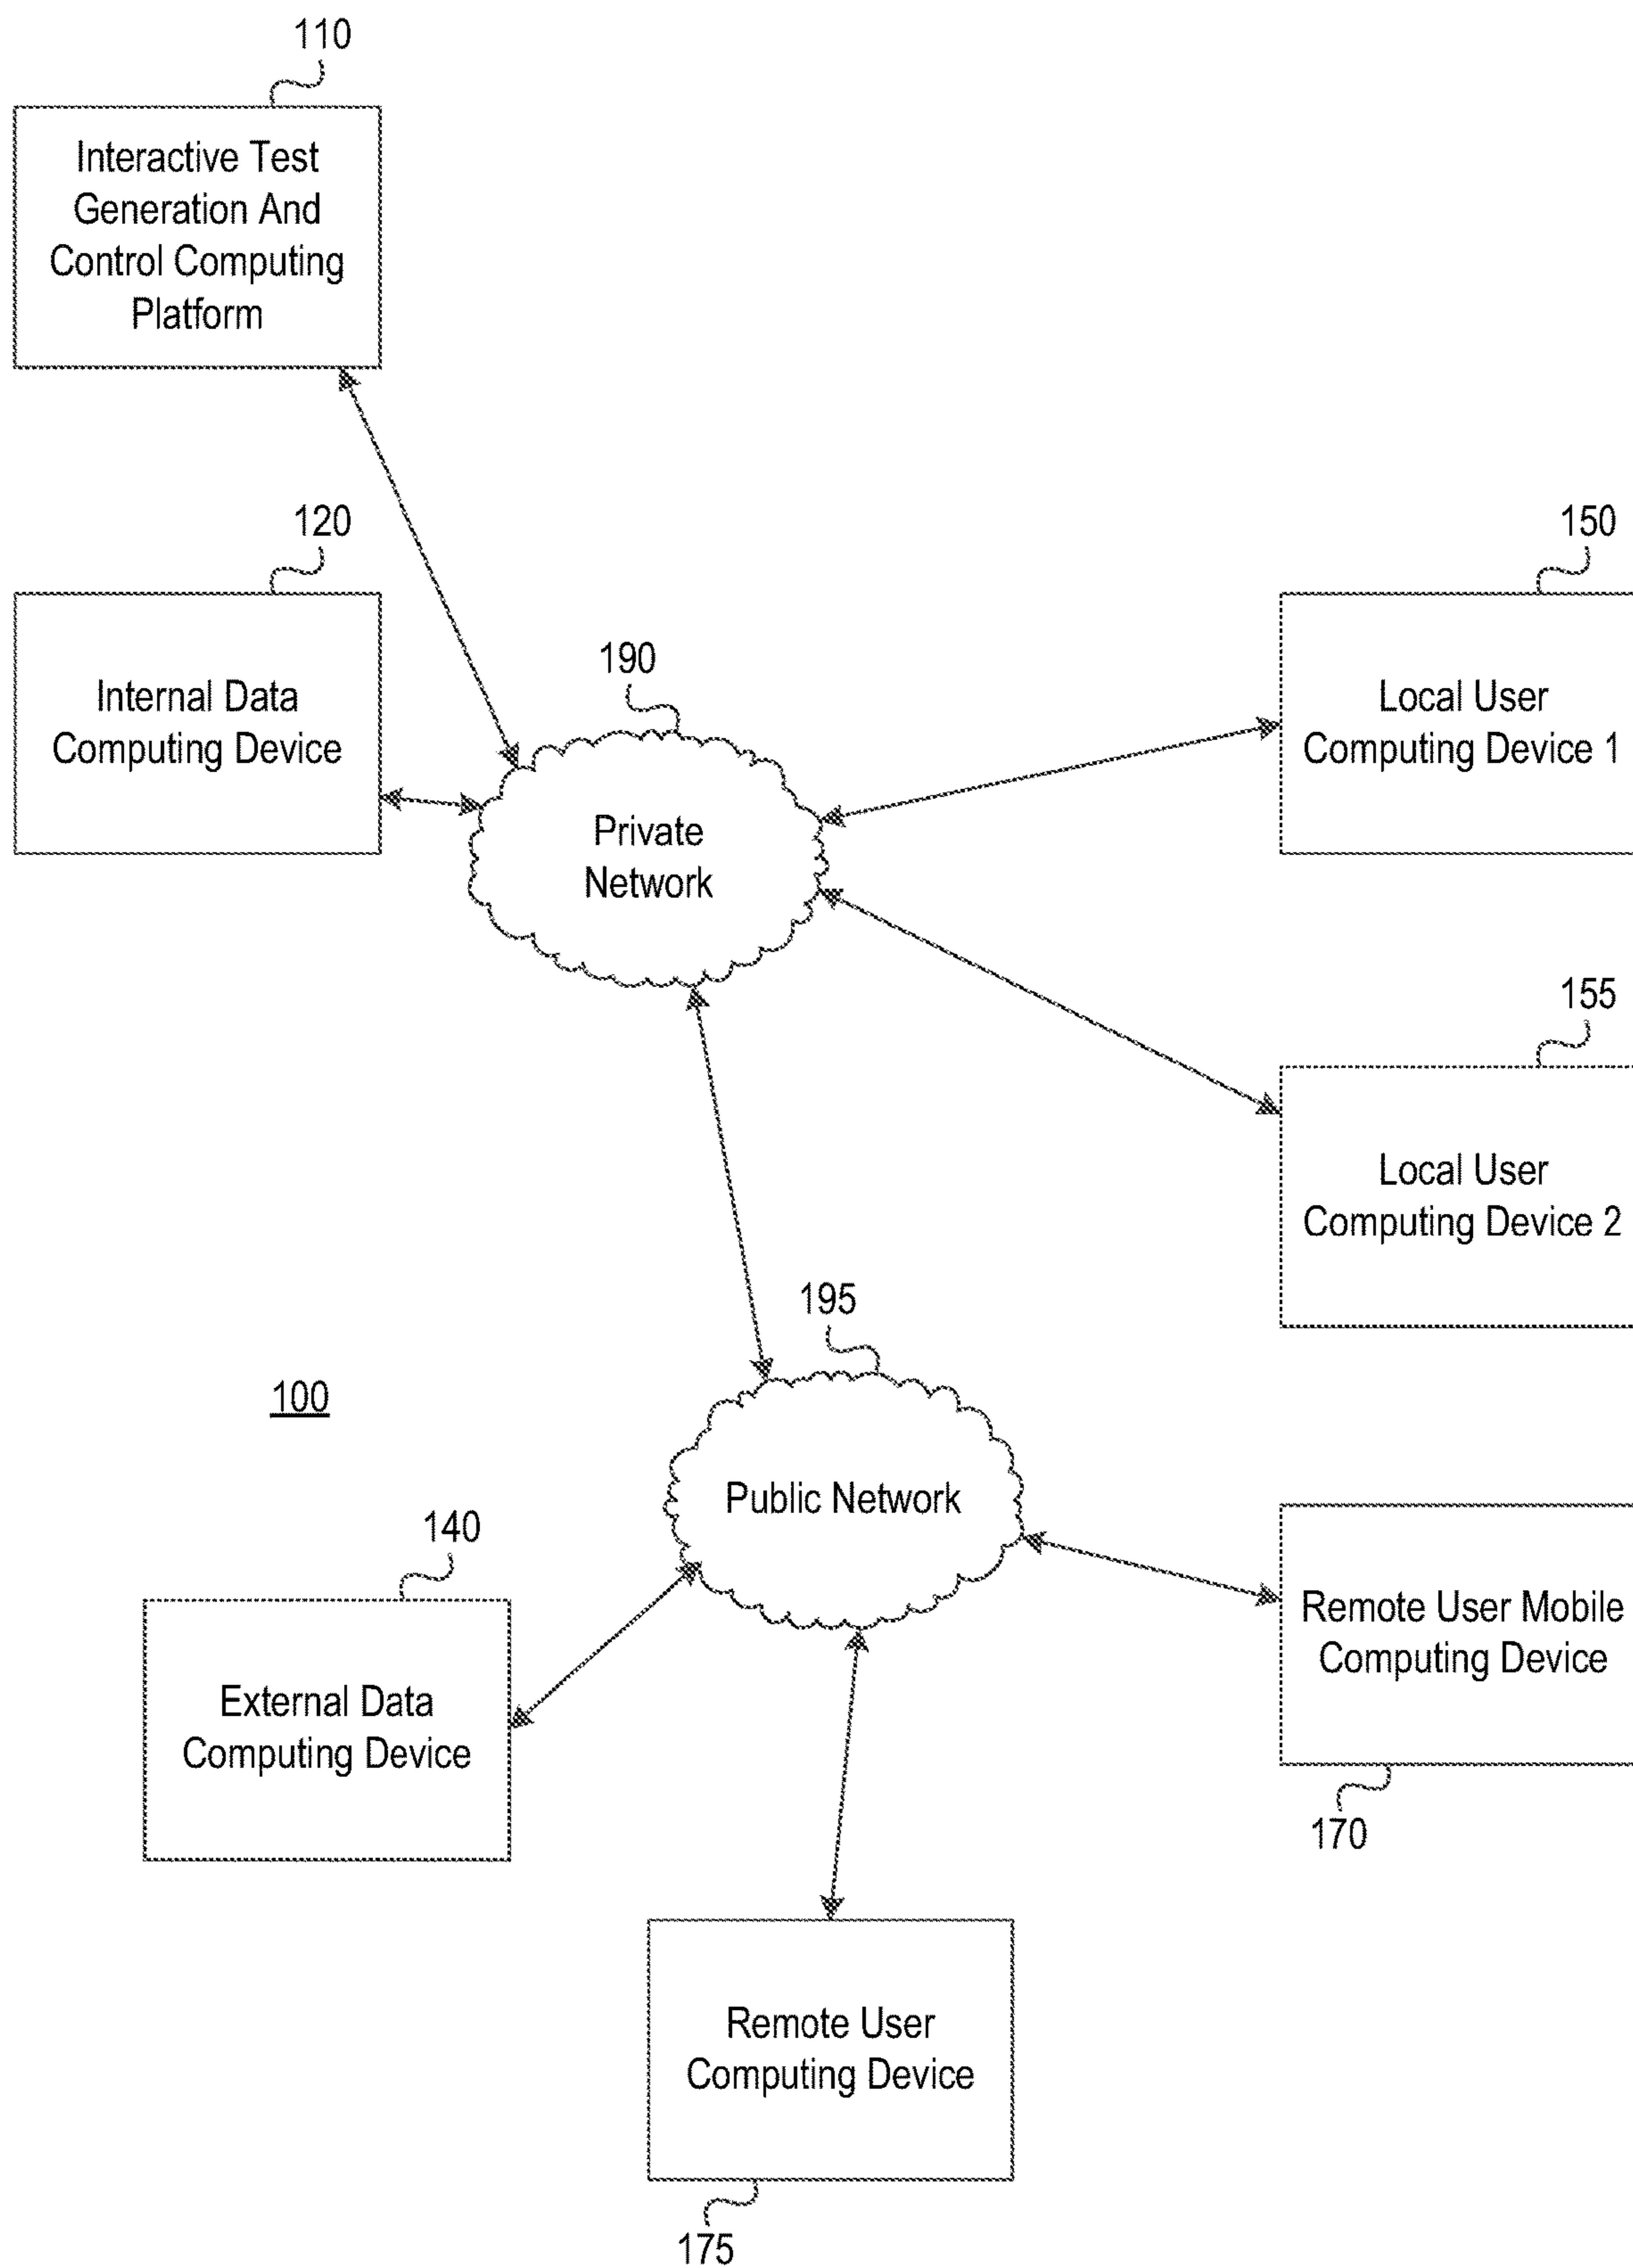 110
Interactive Test
Generation And
Control Computing
Platform
120
Internal Data
Computing Device
190
Private
Network
150
Local User
Computing Device 1
155
Local User
Computing Device 2
195
100
Public Network
140
External Data
Computing Device
Remote User Mobile
Computing Device
170
Remote User
Computing Device
175